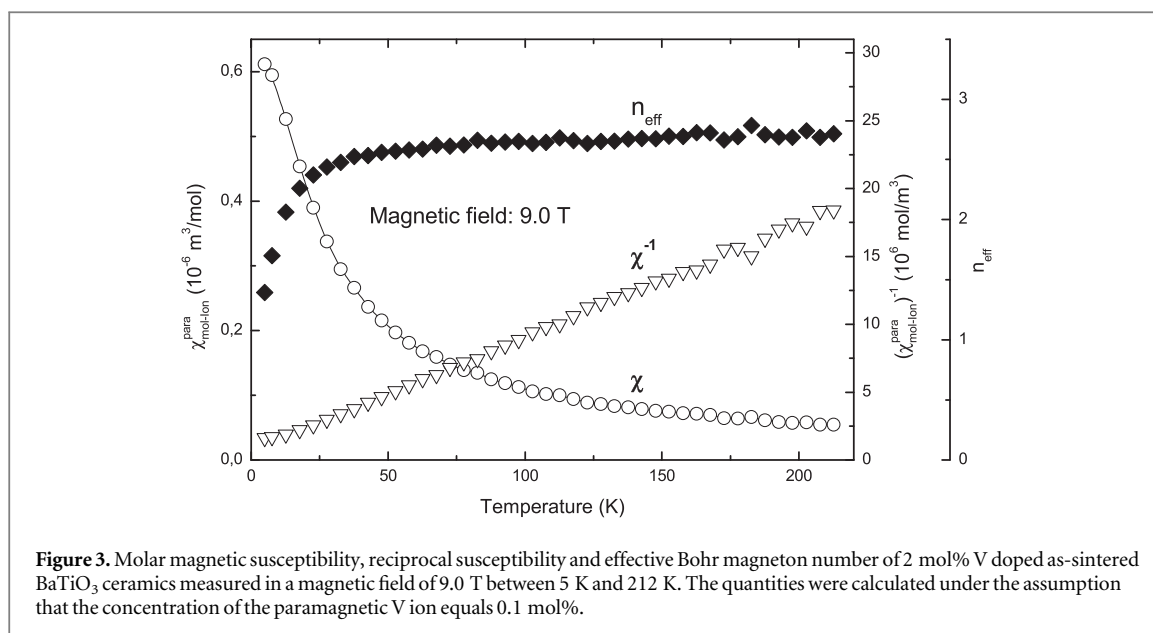 0,6
0,4
0,2
0,0
χ^para_mol-Ion (10^-6 m^3/mol)
n_eff
Magnetic field: 9.0 T
χ^-1
χ
0 50 100 150 200
Temperature (K)
30
25
20
15
10
5
0
(χ^para_mol-Ion)^-1 (10^6 mol/m^3)
3
2
1
0
n_eff
Figure 3. Molar magnetic susceptibility, reciprocal susceptibility and effective Bohr magneton number of 2 mol% V doped as-sintered
BaTiO₃ ceramics measured in a magnetic field of 9.0 T between 5 K and 212 K. The quantities were calculated under the assumption
that the concentration of the paramagnetic V ion equals 0.1 mol%.